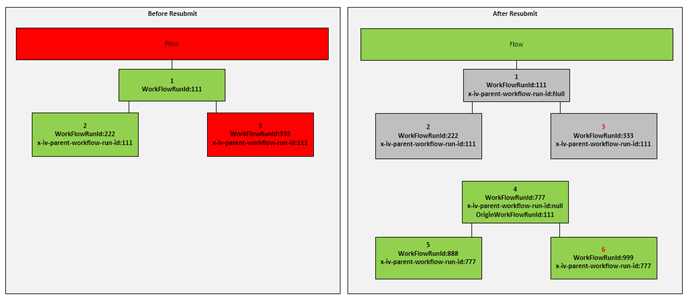 Before Resubmit
Flow
1
WorkFlowRunId:111
2
WorkFlowRunId:222
x-iv-parent-workflow-run-id:111
3
WorkFlowRunId:333
x-iv-parent-workflow-run-id:111
After Resubmit
Flow
1
WorkFlowRunId:111
x-iv-parent-workflow-run-id:Null
2
WorkFlowRunId:222
x-iv-parent-workflow-run-id:111
3
WorkFlowRunId:333
x-iv-parent-workflow-run-id:111
4
WorkFlowRunId:777
x-iv-parent-workflow-run-id:null
OriginWorkFlowRunId:111
5
WorkFlowRunId:888
x-iv-parent-workflow-run-id:777
6
WorkFlowRunId:999
x-iv-parent-workflow-run-id:777